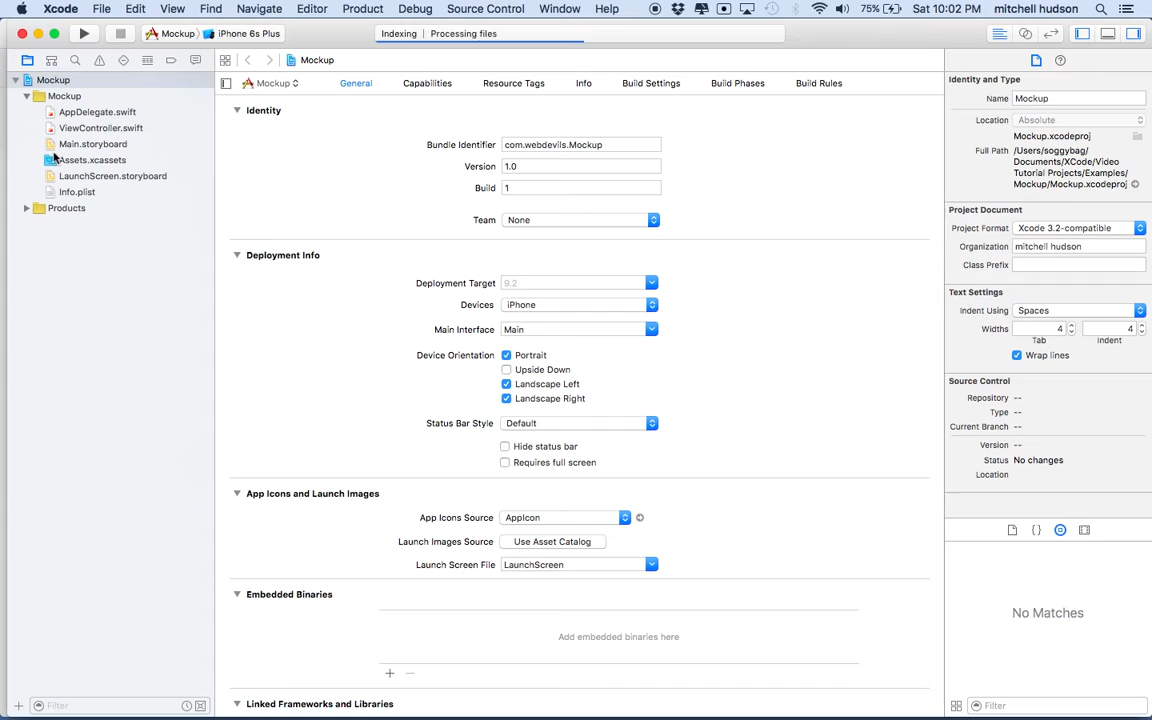 Xcode File Edit View Find Navigate Editor Product Debug Source Control Window Help 75% Sat 10:02 PM mitchell hudson
Mockup iPhone 6s Plus Indexing | Processing files
Mockup
Mockup
AppDelegate.swift
ViewController.swift
Main.storyboard
Assets.xcassets
LaunchScreen.storyboard
Info.plist
Products
Filter
Mockup
Mockup General Capabilities Resource Tags Info Build Settings Build Phases Build Rules
Identity
Bundle Identifier com.webdevils.Mockup
Version 1.0
Build 1
Team None
Deployment Info
Deployment Target 9.2
Devices iPhone
Main Interface Main
Device Orientation Portrait
Upside Down
Landscape Left
Landscape Right
Status Bar Style Default
Hide status bar
Requires full screen
App Icons and Launch Images
App Icons Source AppIcon
Launch Images Source Use Asset Catalog
Launch Screen File LaunchScreen
Embedded Binaries
Add embedded binaries here
Linked Frameworks and Libraries
Identity and Type
Name Mockup
Location Absolute
Mockup.xcodeproj
Full Path /Users/soggybag/
Documents/XCode/Video
Tutorial Projects/Examples/
Mockup/Mockup.xcodeproj
Project Document
Project Format Xcode 3.2-compatible
Organization mitchell hudson
Class Prefix
Text Settings
Indent Using Spaces
Widths 4 4
Tab Indent
Wrap lines
Source Control
Repository --
Type --
Current Branch --
Version --
Status No changes
Location
No Matches
Filter